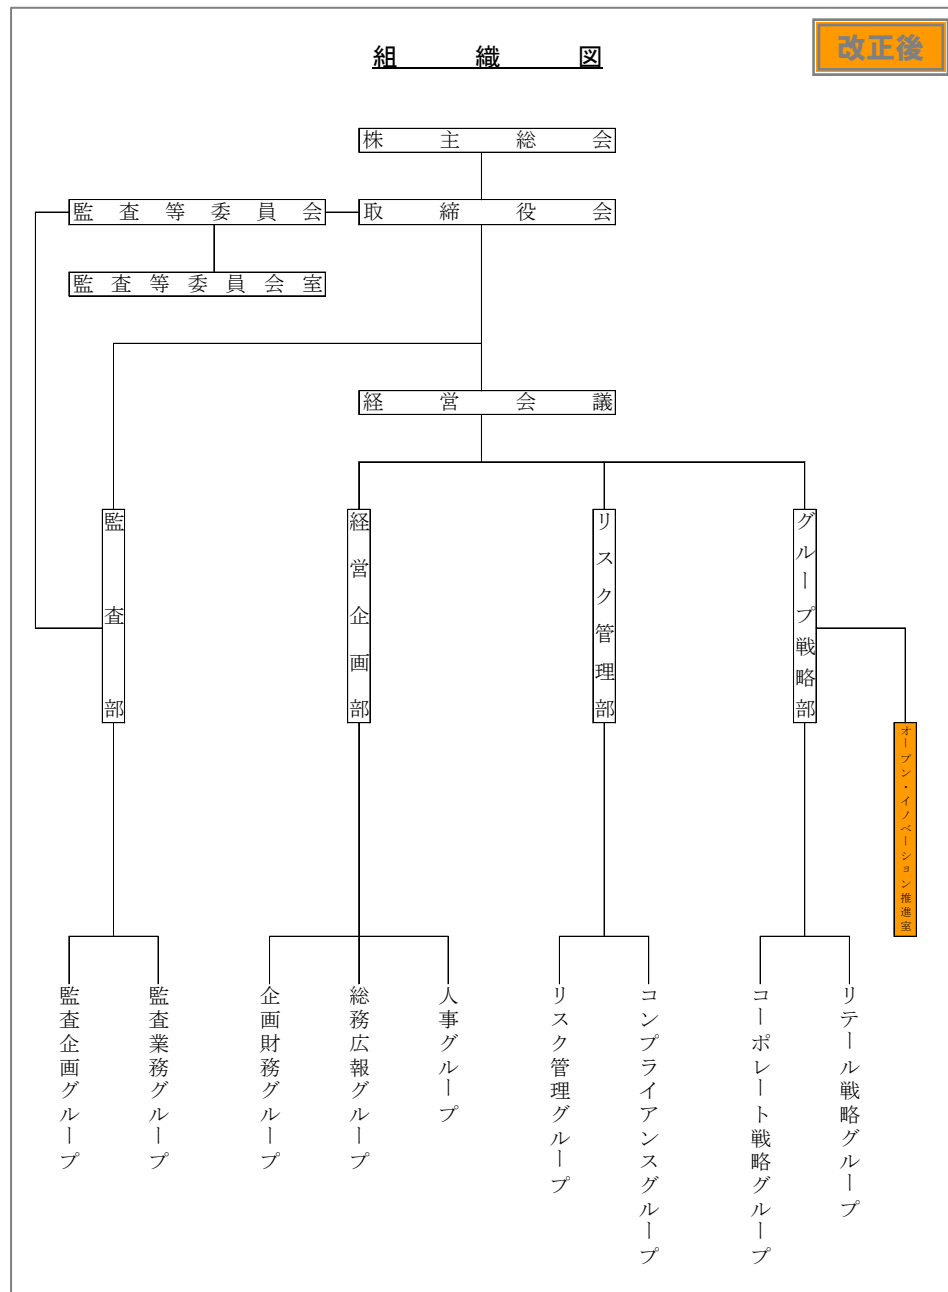 組織図
改正後
株主総会
監査等委員会
取締役会
監査等委員会室
経営会議
監査部
経営企画部
リスク管理部
グループ戦略部
オープン・イノベーション推進室
監査企画グループ
監査業務グループ
企画財務グループ
総務広報グループ
人事グループ
リスク管理グループ
コンプライアンスグループ
コーポレート戦略グループ
リテール戦略グループ